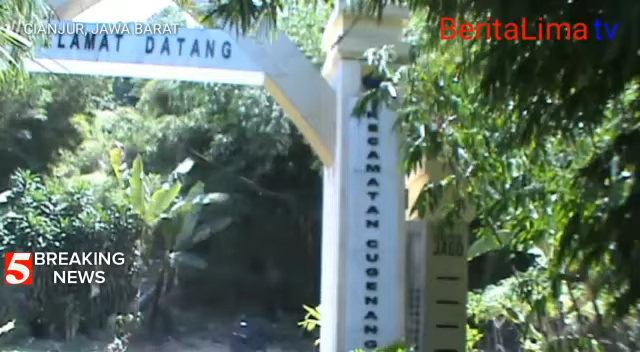 CIANJUR, JAWA BARAT
BeritaLima tv
LAMAT DATANG
KECAMATAN CUGENANG
5 BREAKING
NEWS